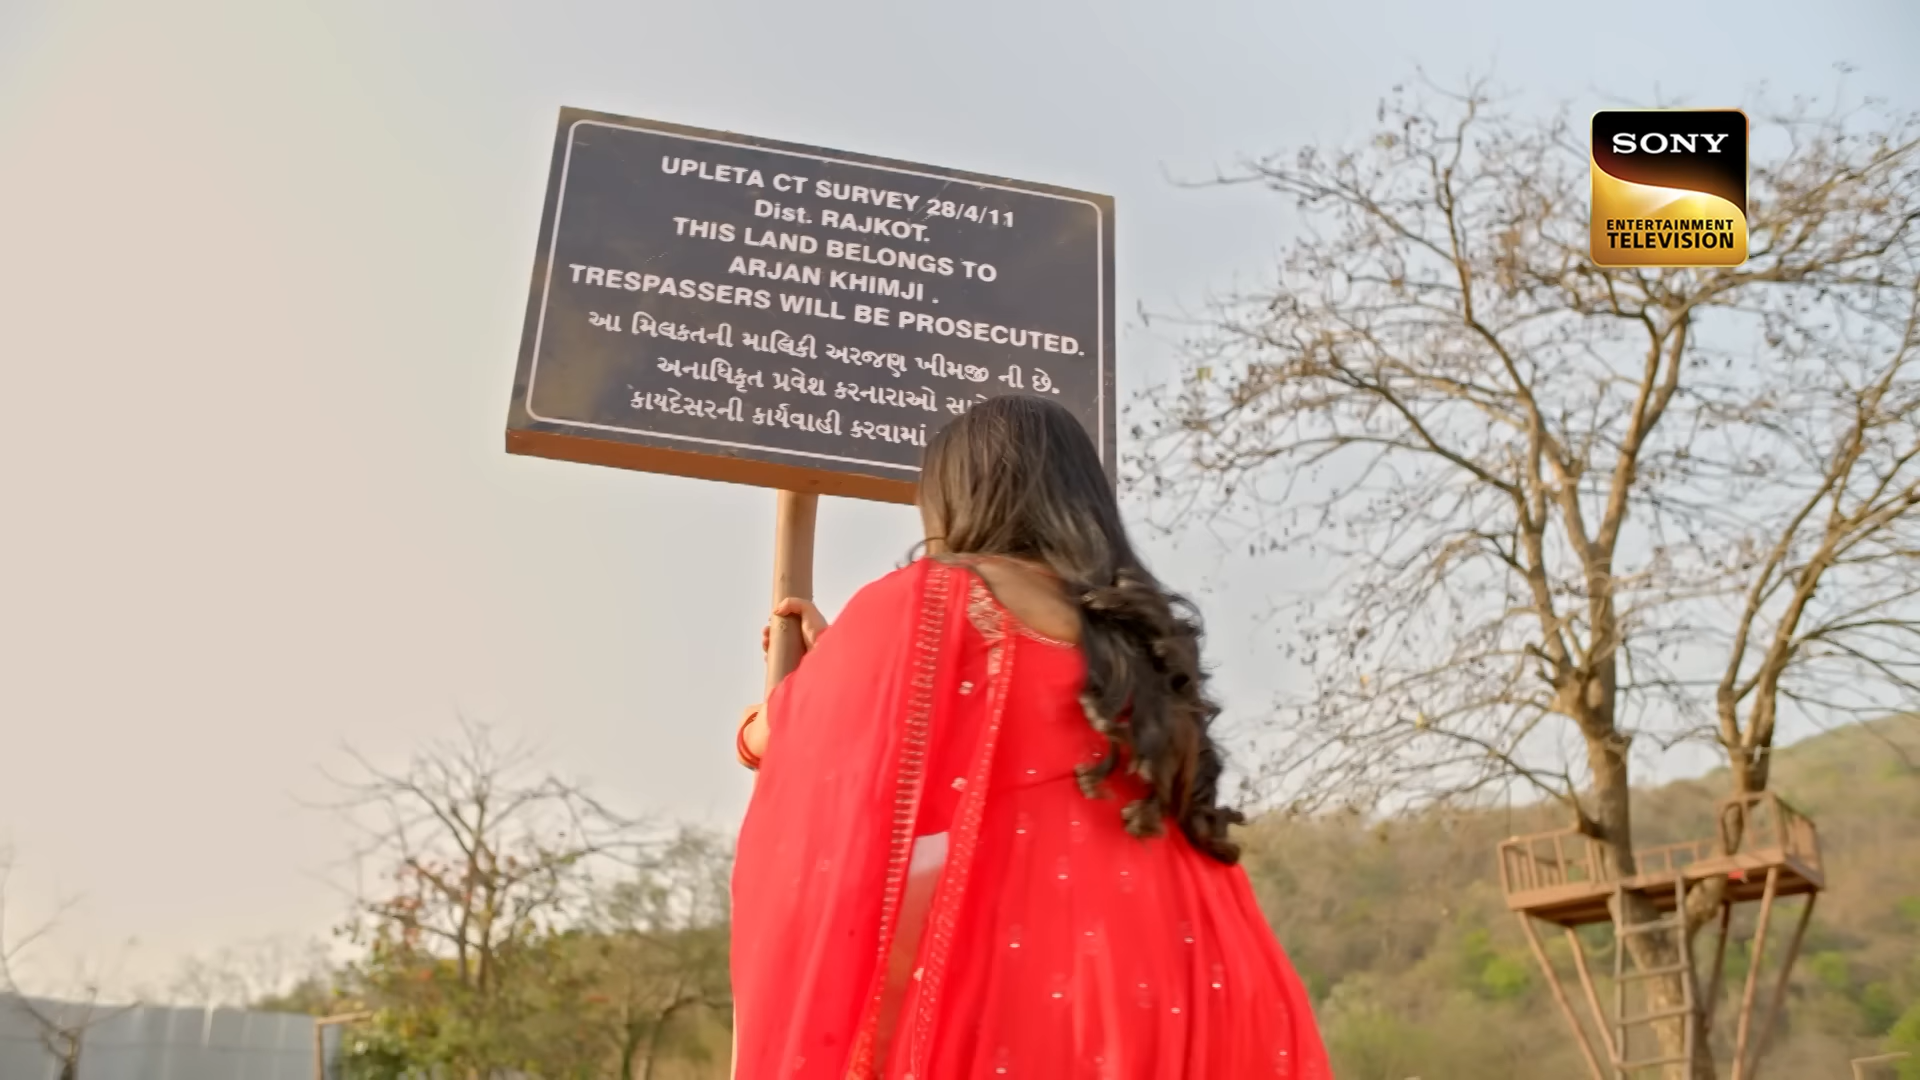 UPLETA CT SURVEY 28/4/11
Dist. RAJKOT.
THIS LAND BELONGS TO
ARJAN KHIMJI .
TRESPASSERS WILL BE PROSECUTED.
આ મિલકતની માલિકી અરજણ ખીમજી ની છે.
અનાધિકૃત પ્રવેશ કરનારાઓ
કાયદેસરની કાર્યવાહી કરવામાં
SONY
ENTERTAINMENT
TELEVISION